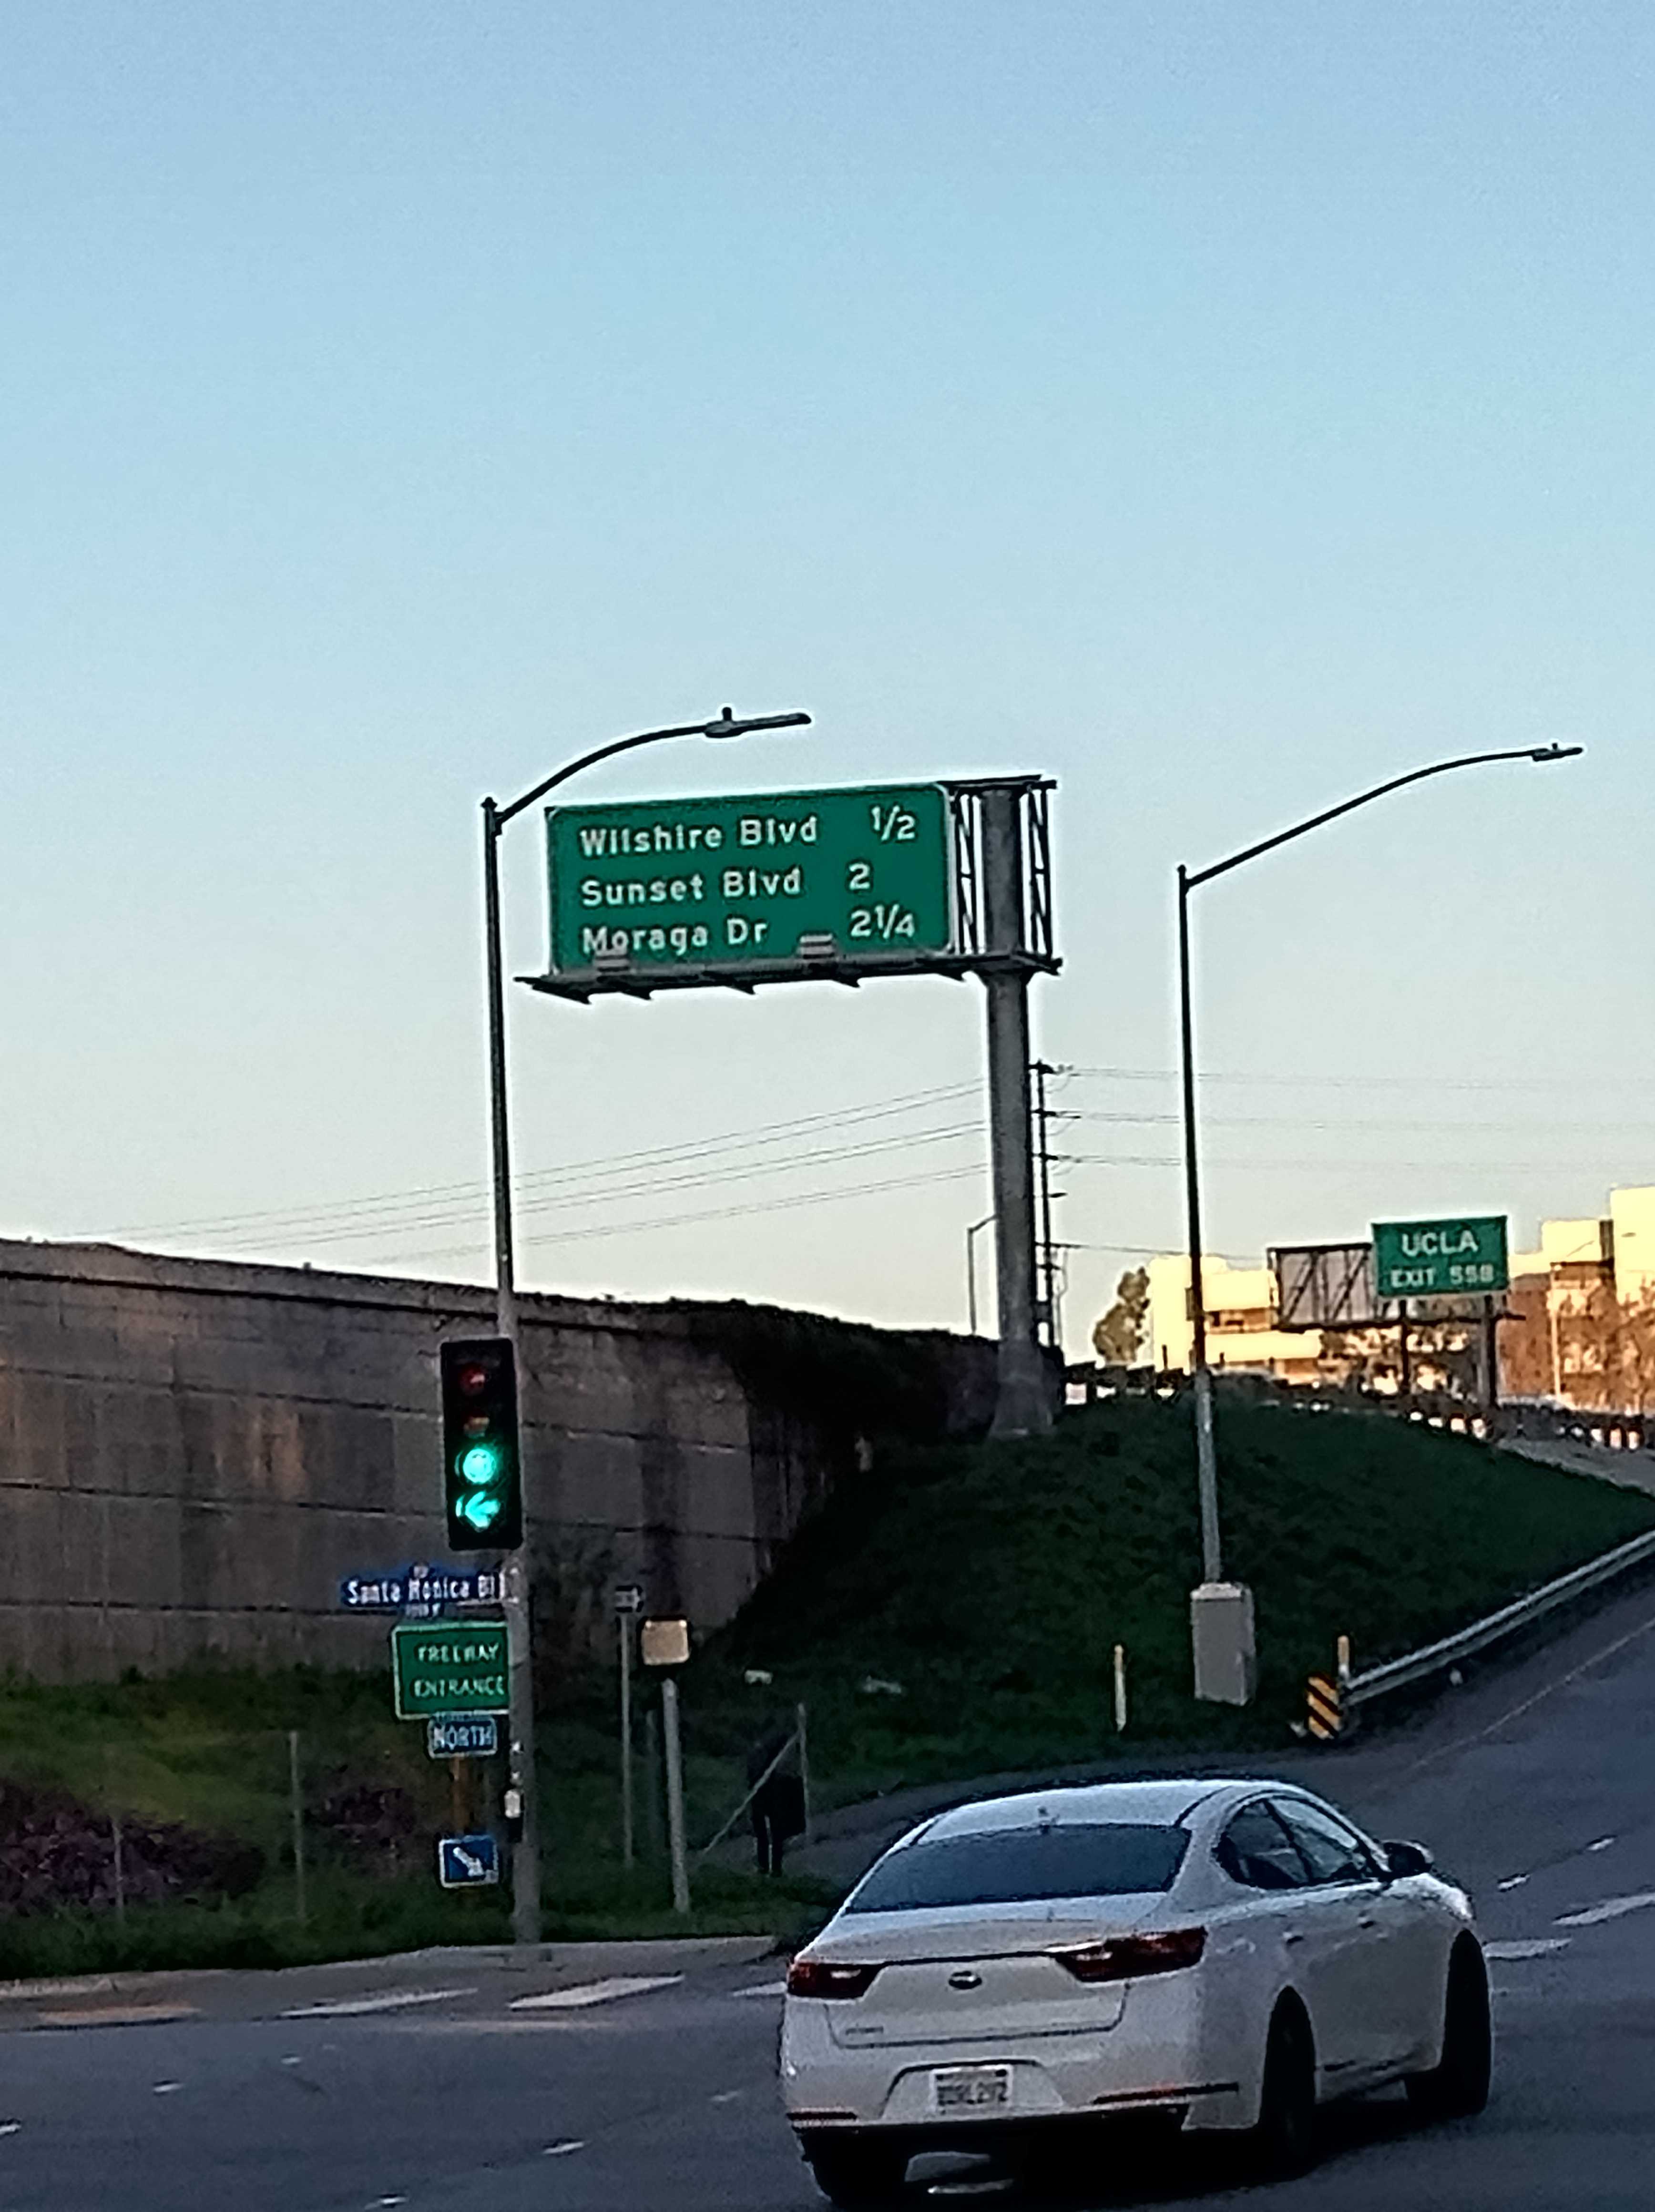 Wilshire Blvd 1/2
Sunset Blvd 2
Moraga Dr 2 1/4
UCLA
EXIT 55B
Santa Monica Bl
FREEWAY
ENTRANCE
NORTH